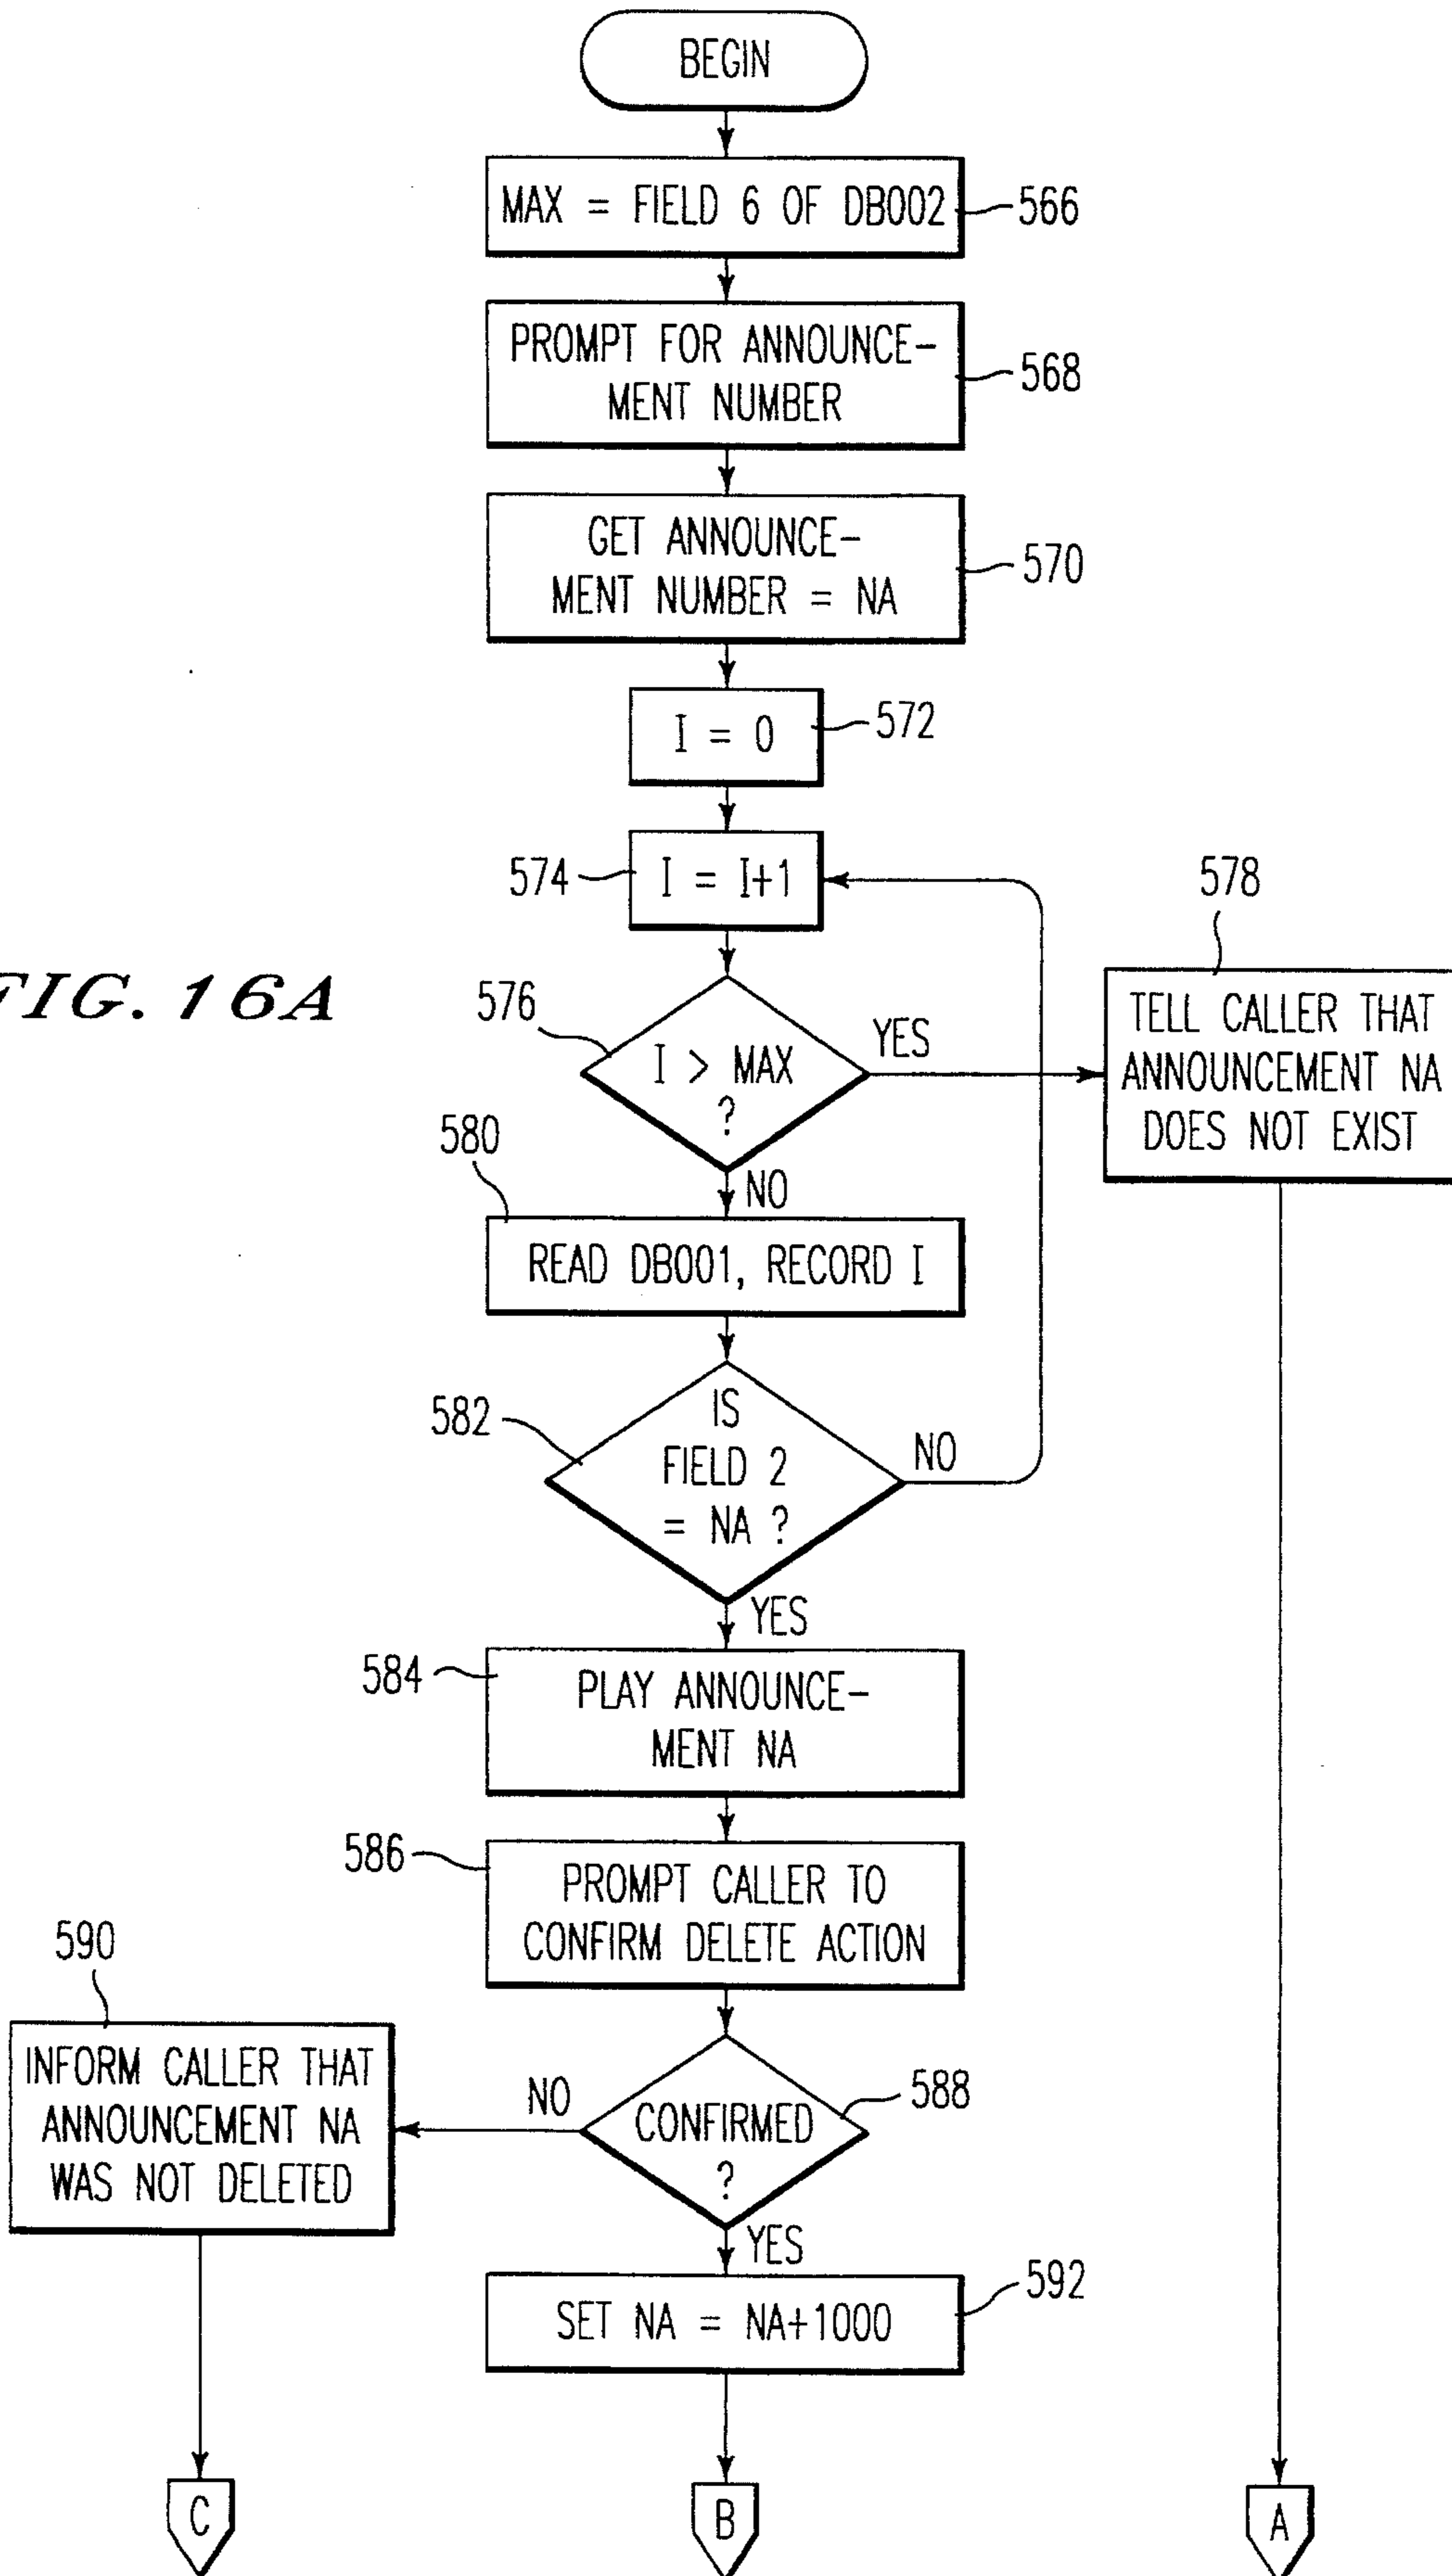 BEGIN
MAX = FIELD 6 OF DB002
566
PROMPT FOR ANNOUNCE-
MENT NUMBER
568
GET ANNOUNCE-
MENT NUMBER = NA
570
I = 0
572
574
I = I+1
578
TELL CALLER THAT
ANNOUNCEMENT NA
DOES NOT EXIST
FIG. 16A
576
I > MAX
?
YES
NO
580
READ DB001, RECORD I
582
IS
FIELD 2
= NA ?
NO
YES
584
PLAY ANNOUNCE-
MENT NA
586
PROMPT CALLER TO
CONFIRM DELETE ACTION
590
INFORM CALLER THAT
ANNOUNCEMENT NA
WAS NOT DELETED
NO
CONFIRMED
?
588
YES
SET NA = NA+1000
592
C
B
A